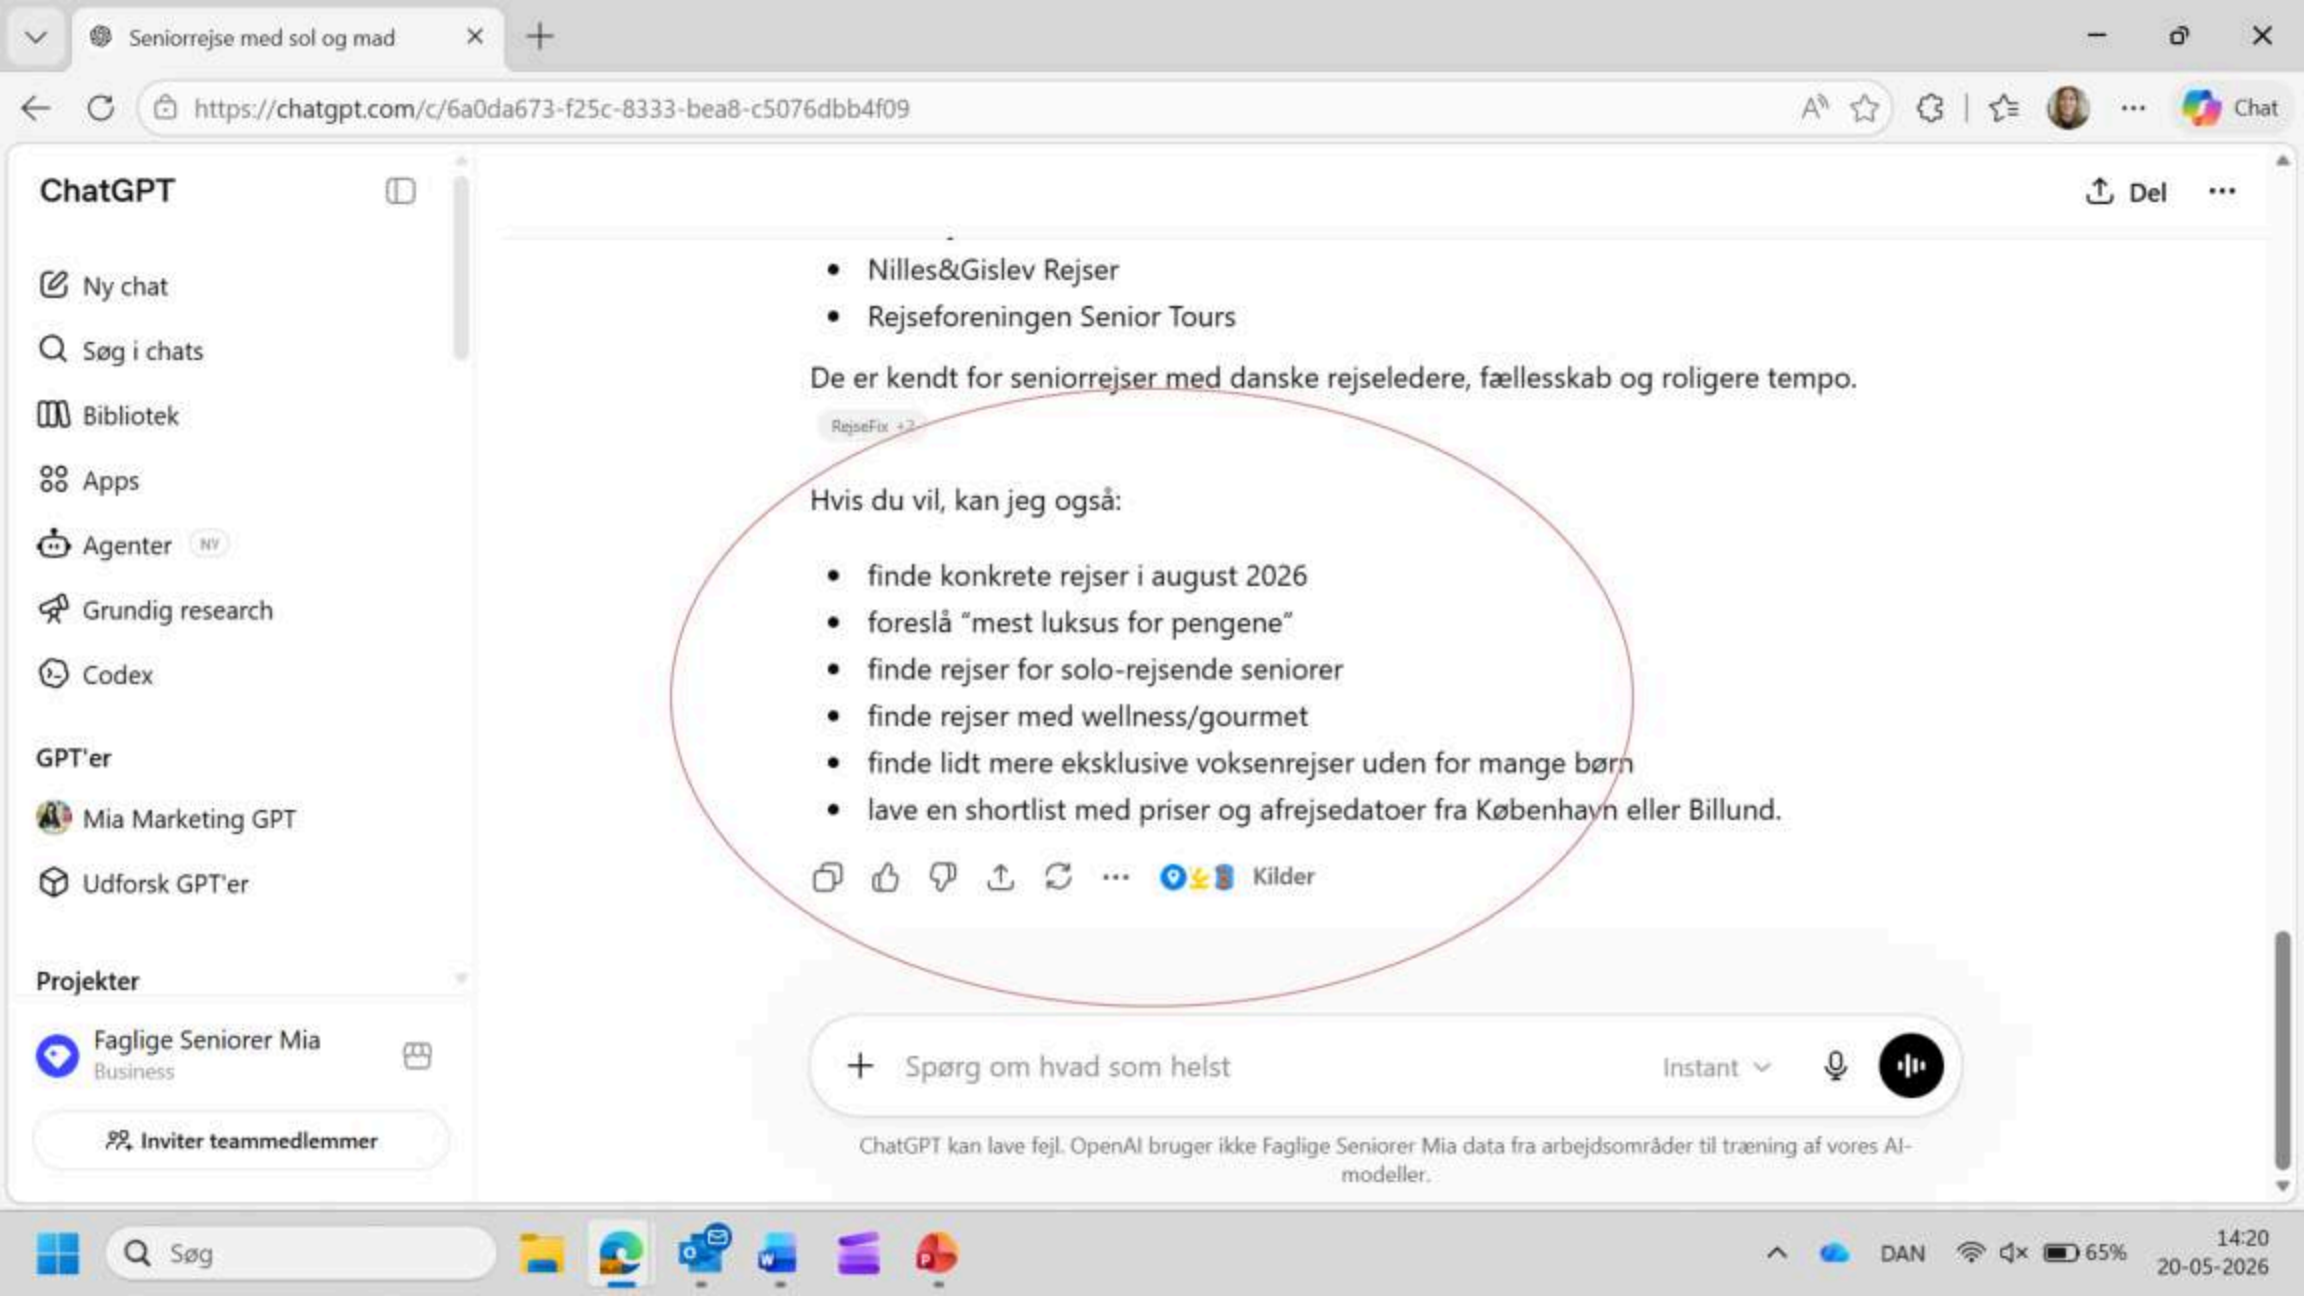 Seniorrejse med sol og mad
https://chatgpt.com/c/6a0da673-f25c-8333-bea8-c5076dbb4f09
Chat
ChatGPT
Del
Ny chat
Søg i chats
Bibliotek
Apps
Agenter NY
Grundig research
Codex
GPT'er
Mia Marketing GPT
Udforsk GPT'er
Projekter
Faglige Seniorer Mia
Business
Inviter teammedlemmer
• Nilles&Gislev Rejser
• Rejseforeningen Senior Tours
De er kendt for seniorrejser med danske rejseledere, fællesskab og roligere tempo.
RejseFix +2
Hvis du vil, kan jeg også:
• finde konkrete rejser i august 2026
• foreslå “mest luksus for pengene”
• finde rejser for solo-rejsende seniorer
• finde rejser med wellness/gourmet
• finde lidt mere eksklusive voksenrejser uden for mange børn
• lave en shortlist med priser og afrejsedatoer fra København eller Billund.
Kilder
Spørg om hvad som helst
Instant
ChatGPT kan lave fejl. OpenAI bruger ikke Faglige Seniorer Mia data fra arbejdsområder til træning af vores AI-
modeller.
Søg
DAN
65%
14:20
20-05-2026